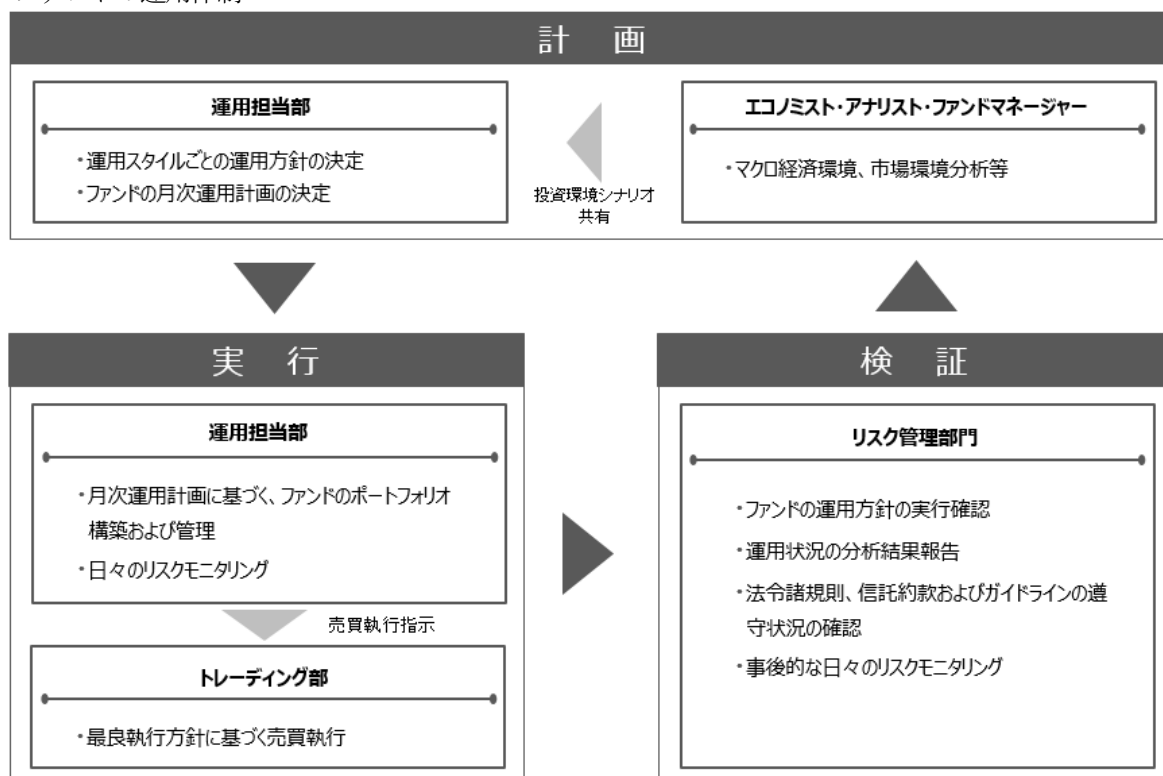 計 画
運用担当部
・運用スタイルごとの運用方針の決定
・ファンドの月次運用計画の決定
投資環境シナリオ
共有
エコノミスト・アナリスト・ファンドマネージャー
・マクロ経済環境、市場環境分析等
実 行
運用担当部
・月次運用計画に基づく、ファンドのポートフォリオ
構築および管理
・日々のリスクモニタリング
売買執行指示
トレーディング部
・最良執行方針に基づく売買執行
検 証
リスク管理部門
・ファンドの運用方針の実行確認
・運用状況の分析結果報告
・法令諸規則、信託約款およびガイドラインの遵
守状況の確認
・事後的な日々のリスクモニタリング